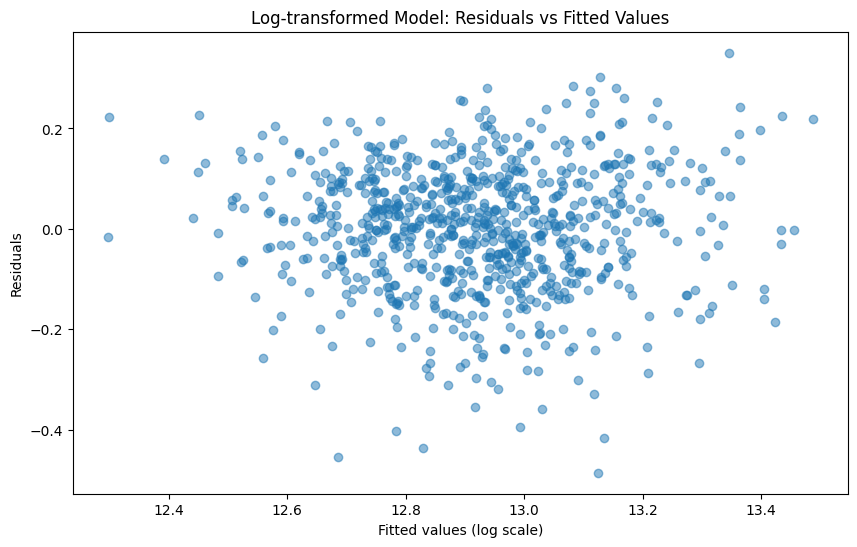 Log-transformed Model: Residuals vs Fitted Values
Residuals
0.2
0.0
−0.2
−0.4
12.4 12.6 12.8 13.0 13.2 13.4
Fitted values (log scale)